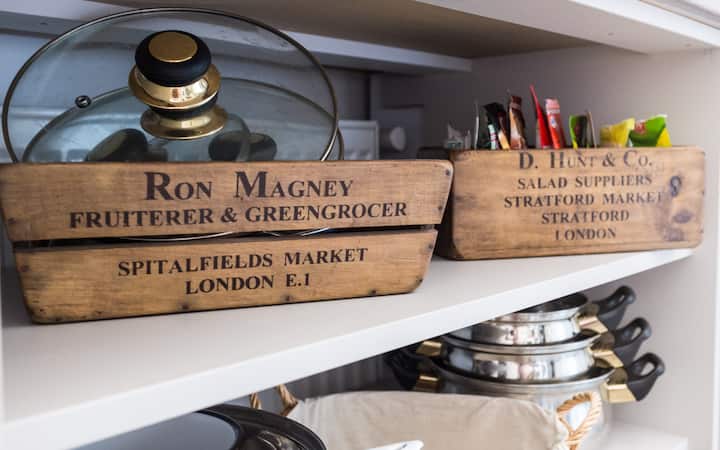 RON MAGNEY
FRUITERER & GREENGROCER
SPITALFIELDS MARKET
LONDON E.1
D. HUNT & CO.
SALAD SUPPLIERS
STRATFORD MARKET
STRATFORD
LONDON